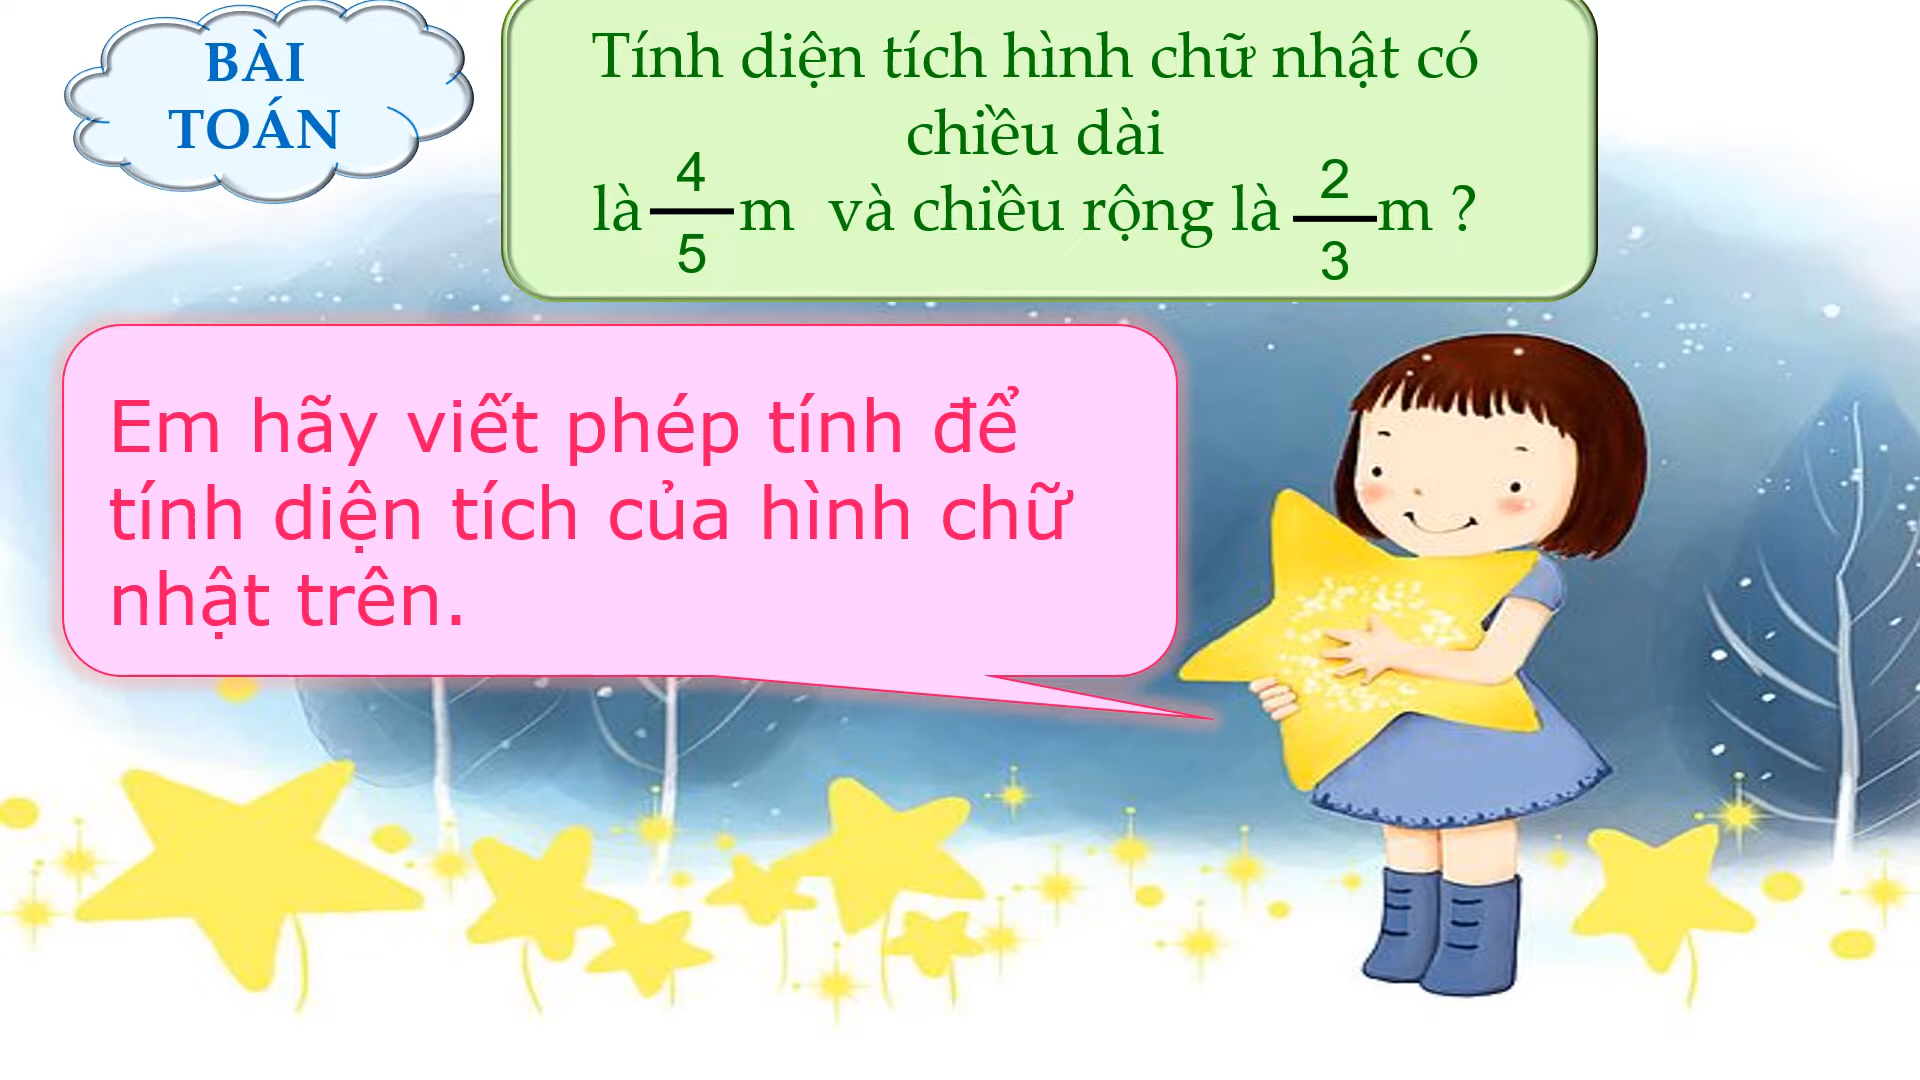 BÀI
TOÁN
Tính diện tích hình chữ nhật có
chiều dài
là 4/5 m và chiều rộng là 2/3 m ?
Em hãy viết phép tính để
tính diện tích của hình chữ
nhật trên.